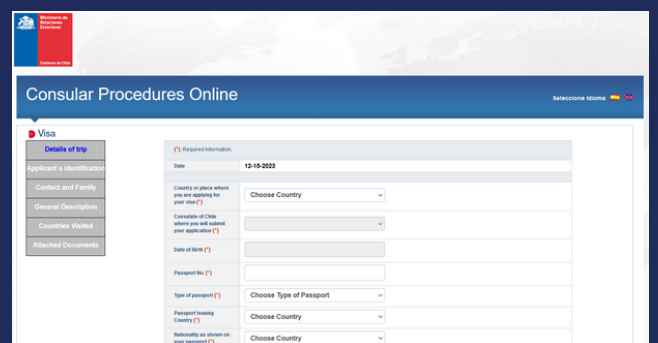 Ministerio de
Relaciones
Exteriores
Gobierno de Chile
Consular Procedures Online
Seleccione Idioma
Visa
Details of trip
Applicant´s identification
Contact and Family
General Description
Countries Visited
Attached Documents
(*) Required Information.
Date
12-15-2023
Country or place where
you are applying for
your visa (*)
Choose Country
Consulate of Chile
where you will submit
your application (*)
Date of Birth (*)
Passport No. (*)
Type of passport (*)
Choose Type of Passport
Passport Issuing
Country (*)
Choose Country
Nationality as shown on
your passport (*)
Choose Country